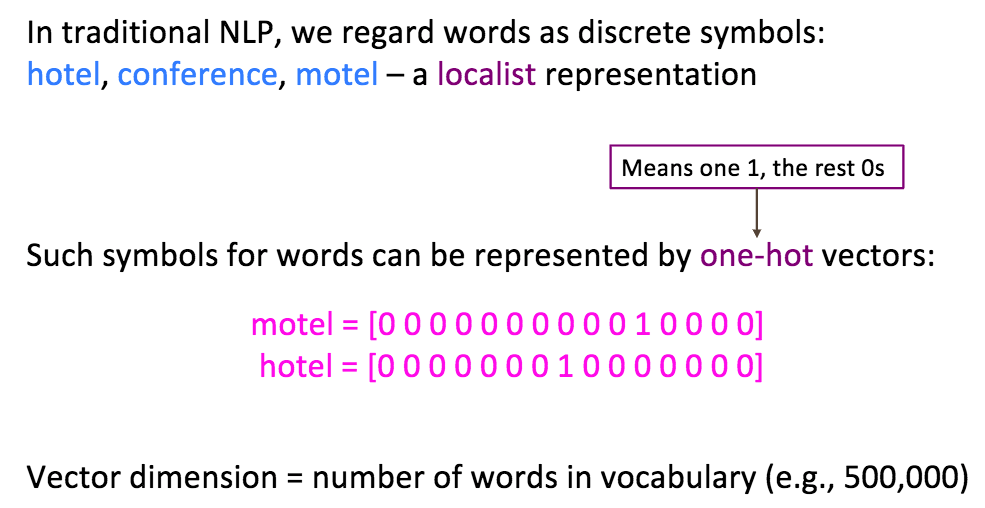 In traditional NLP, we regard words as discrete symbols:
hotel, conference, motel – a localist representation
Means one 1, the rest 0s
Such symbols for words can be represented by one-hot vectors:
motel = [0 0 0 0 0 0 0 0 0 0 1 0 0 0 0]
hotel = [0 0 0 0 0 0 0 1 0 0 0 0 0 0 0]
Vector dimension = number of words in vocabulary (e.g., 500,000)